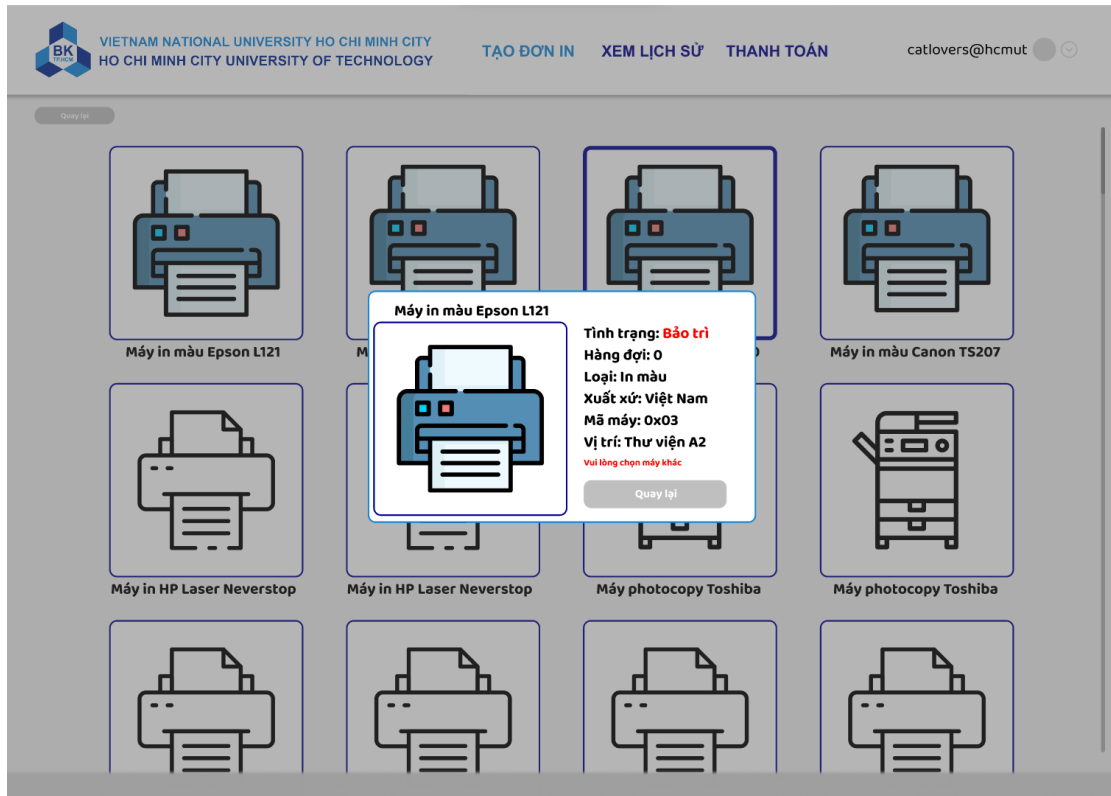 BK
TP.HCM
VIETNAM NATIONAL UNIVERSITY HO CHI MINH CITY
HO CHI MINH CITY UNIVERSITY OF TECHNOLOGY
TẠO ĐƠN IN XEM LỊCH SỬ THANH TOÁN
catlovers@hcmut
Quay lại
Máy in màu Epson L121
Máy in màu Canon TS207
Máy in màu Epson L121
Tình trạng: Bảo trì
Hàng đợi: 0
Loại: In màu
Xuất xứ: Việt Nam
Mã máy: 0x03
Vị trí: Thư viện A2
Vui lòng chọn máy khác
Quay lại
Máy in HP Laser Neverstop
Máy in HP Laser Neverstop
Máy photocopy Toshiba
Máy photocopy Toshiba